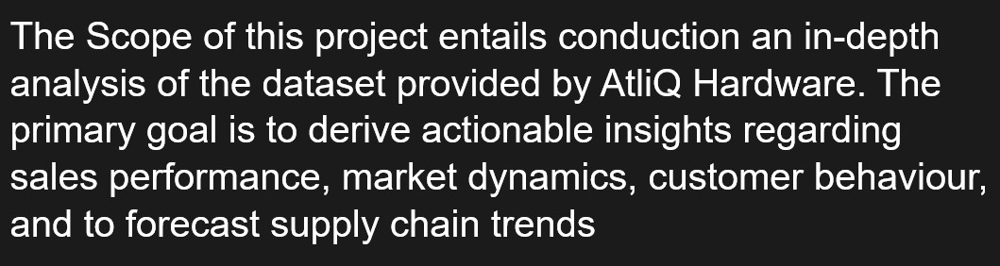 The Scope of this project entails conduction an in-depth
analysis of the dataset provided by AtliQ Hardware. The
primary goal is to derive actionable insights regarding
sales performance, market dynamics, customer behaviour,
and to forecast supply chain trends